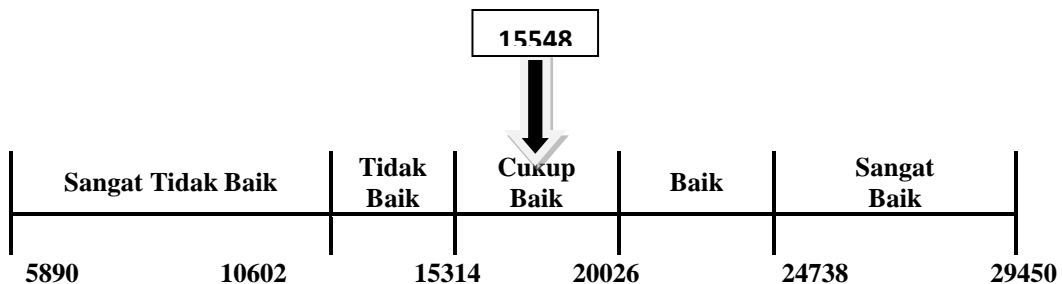 15548
Sangat Tidak Baik
Tidak
Baik
Cukup
Baik
Baik
Sangat
Baik
5890 10602 15314 20026 24738 29450